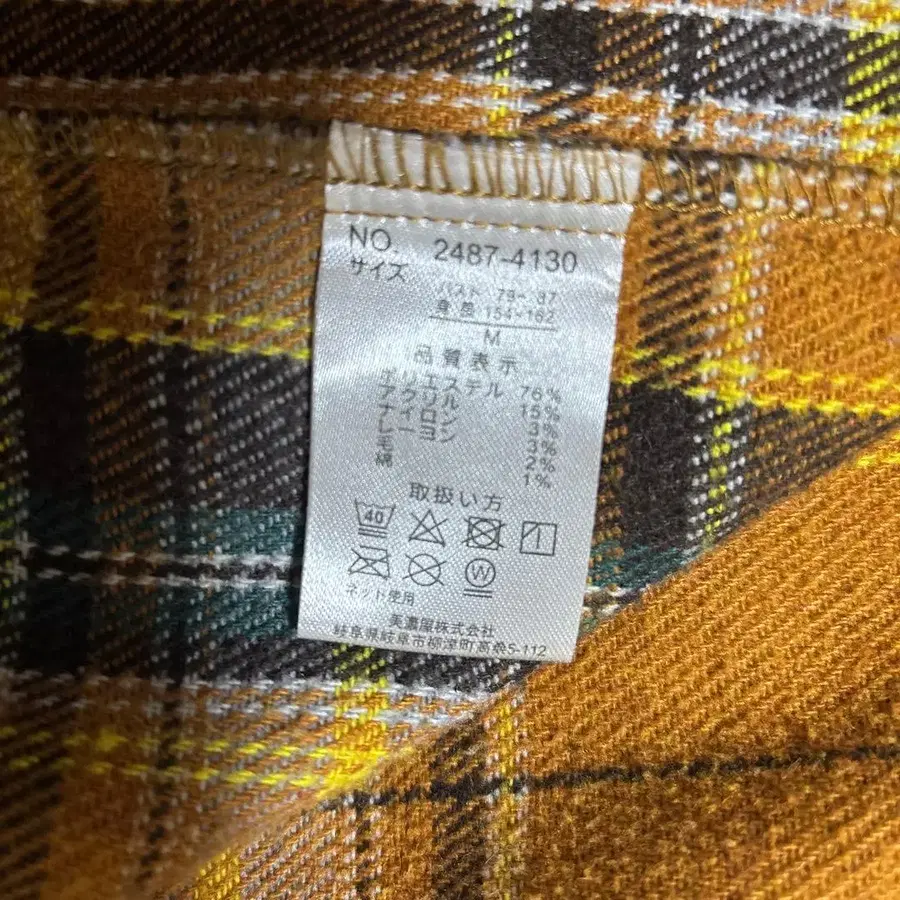 NO. 2487-4130
サイズ
バスト 79- 87
身長 154-162
M
品質表示
ポリエステル 76%
アクリル 15%
ナイロン 3%
レーヨン 3%
毛 2%
綿 1%
取扱い方
40
W
ネット使用
美濃屋株式会社
岐阜県岐阜市柳津町高桑5-112